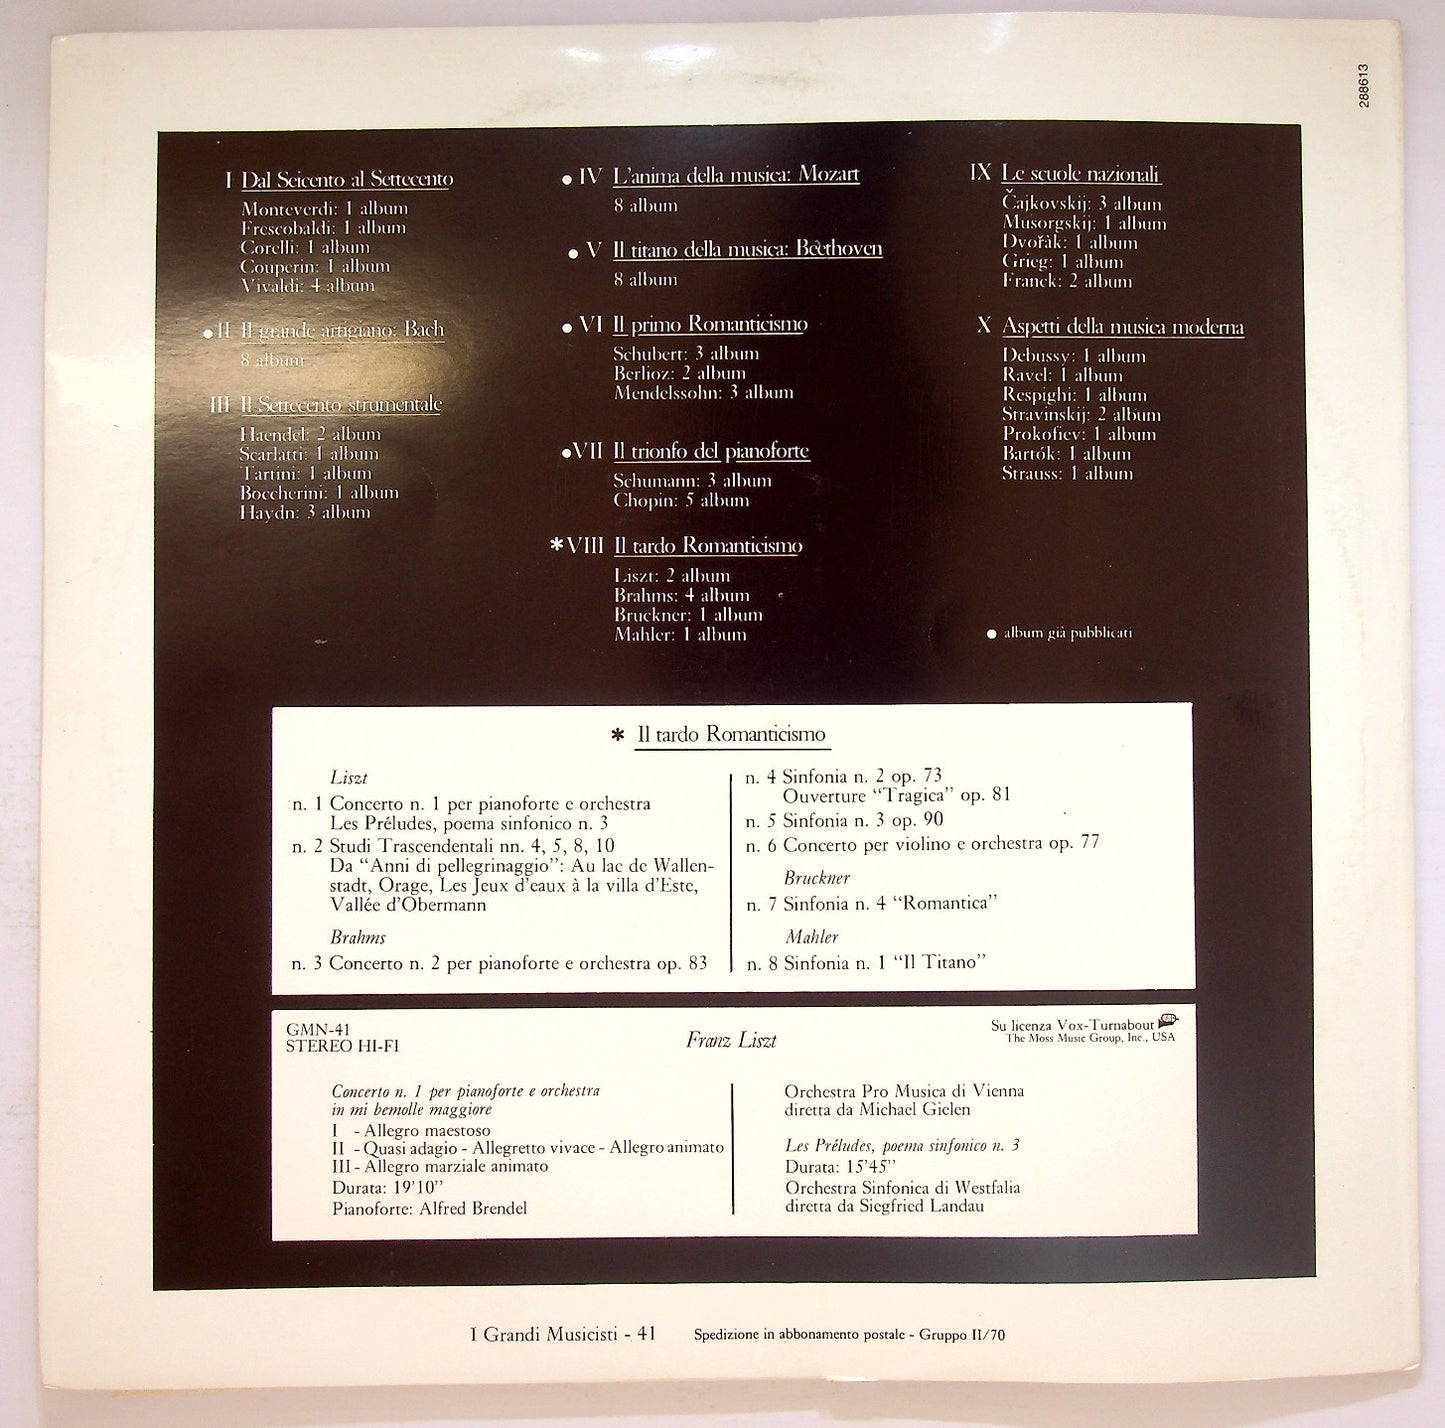 288613
I Dal Seicento al Settecento
Monteverdi: 1 album
Frescobaldi: 1 album
Corelli: 1 album
Couperin: 1 album
Vivaldi: 4 album
● II Il grande artigiano: Bach
8 album
III Il Settecento strumentale
Haendel: 2 album
Scarlatti: 1 album
Tartini: 1 album
Boccherini: 1 album
Haydn: 3 album
● IV L'anima della musica: Mozart
8 album
● V Il titano della musica: Beethoven
8 album
● VI Il primo Romanticismo
Schubert: 3 album
Berlioz: 2 album
Mendelssohn: 3 album
● VII Il trionfo del pianoforte
Schumann: 3 album
Chopin: 5 album
* VIII Il tardo Romanticismo
Liszt: 2 album
Brahms: 4 album
Bruckner: 1 album
Mahler: 1 album
IX Le scuole nazionali
Čajkovskij: 3 album
Musorgskij: 1 album
Dvořàk: 1 album
Grieg: 1 album
Franck: 2 album
X Aspetti della musica moderna
Debussy: 1 album
Ravel: 1 album
Respighi: 1 album
Stravinskij: 2 album
Prokofiev: 1 album
Bartók: 1 album
Strauss: 1 album
● album già pubblicati
* Il tardo Romanticismo
Liszt
n. 1 Concerto n. 1 per pianoforte e orchestra
Les Préludes, poema sinfonico n. 3
n. 2 Studi Trascendentali nn. 4, 5, 8, 10
Da "Anni di pellegrinaggio": Au lac de Wallen-
stadt, Orage, Les Jeux d'eaux à la villa d'Este,
Vallée d'Obermann
Brahms
n. 3 Concerto n. 2 per pianoforte e orchestra op. 83
n. 4 Sinfonia n. 2 op. 73
Ouverture "Tragica" op. 81
n. 5 Sinfonia n. 3 op. 90
n. 6 Concerto per violino e orchestra op. 77
Bruckner
n. 7 Sinfonia n. 4 "Romantica"
Mahler
n. 8 Sinfonia n. 1 "Il Titano"
GMN-41
STEREO HI-FI
Franz Liszt
Su licenza Vox-Turnabout
The Moss Music Group, Inc., USA
Concerto n. 1 per pianoforte e orchestra
in mi bemolle maggiore
I - Allegro maestoso
II - Quasi adagio - Allegretto vivace - Allegro animato
III - Allegro marziale animato
Durata: 19'10"
Pianoforte: Alfred Brendel
Orchestra Pro Musica di Vienna
diretta da Michael Gielen
Les Préludes, poema sinfonico n. 3
Durata: 15'45"
Orchestra Sinfonica di Westfalia
diretta da Siegfried Landau
I Grandi Musicisti - 41 Spedizione in abbonamento postale - Gruppo II/70